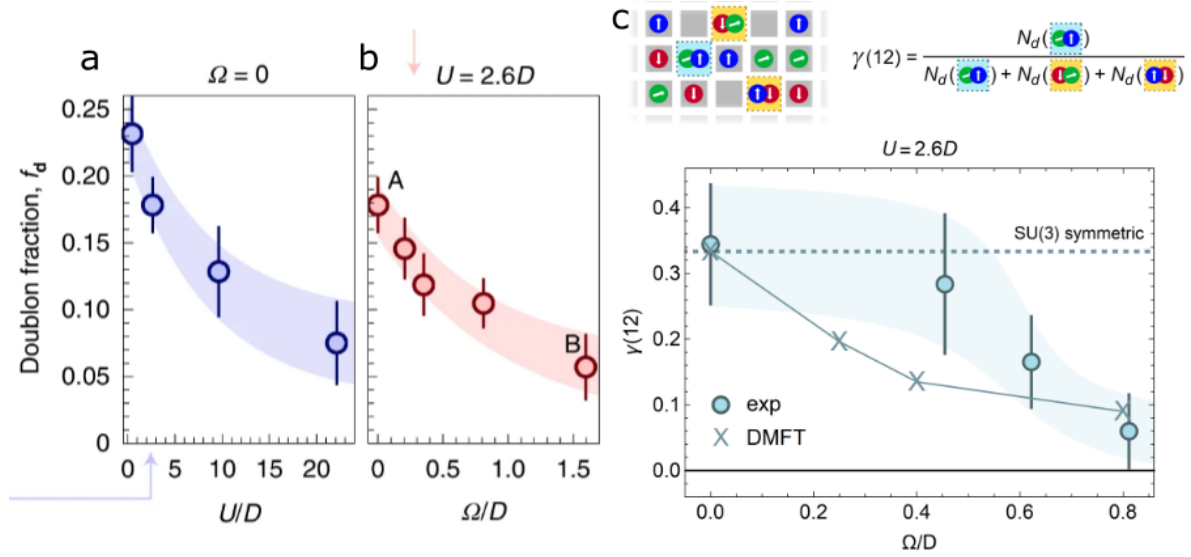 a
Ω = 0
Doublon fraction, f_d
0.26
0.20
0.15
0.10
0.05
0
0 5 10 15 20
U/D
b
U = 2.6D
A
B
0 0.5 1.0 1.5
Ω/D
c
γ(12) = N_d( ) / N_d( ) + N_d( ) + N_d( )
U = 2.6D
SU(3) symmetric
γ(12)
0.4
0.3
0.2
0.1
0.0
exp
DMFT
0.0 0.2 0.4 0.6 0.8
Ω/D